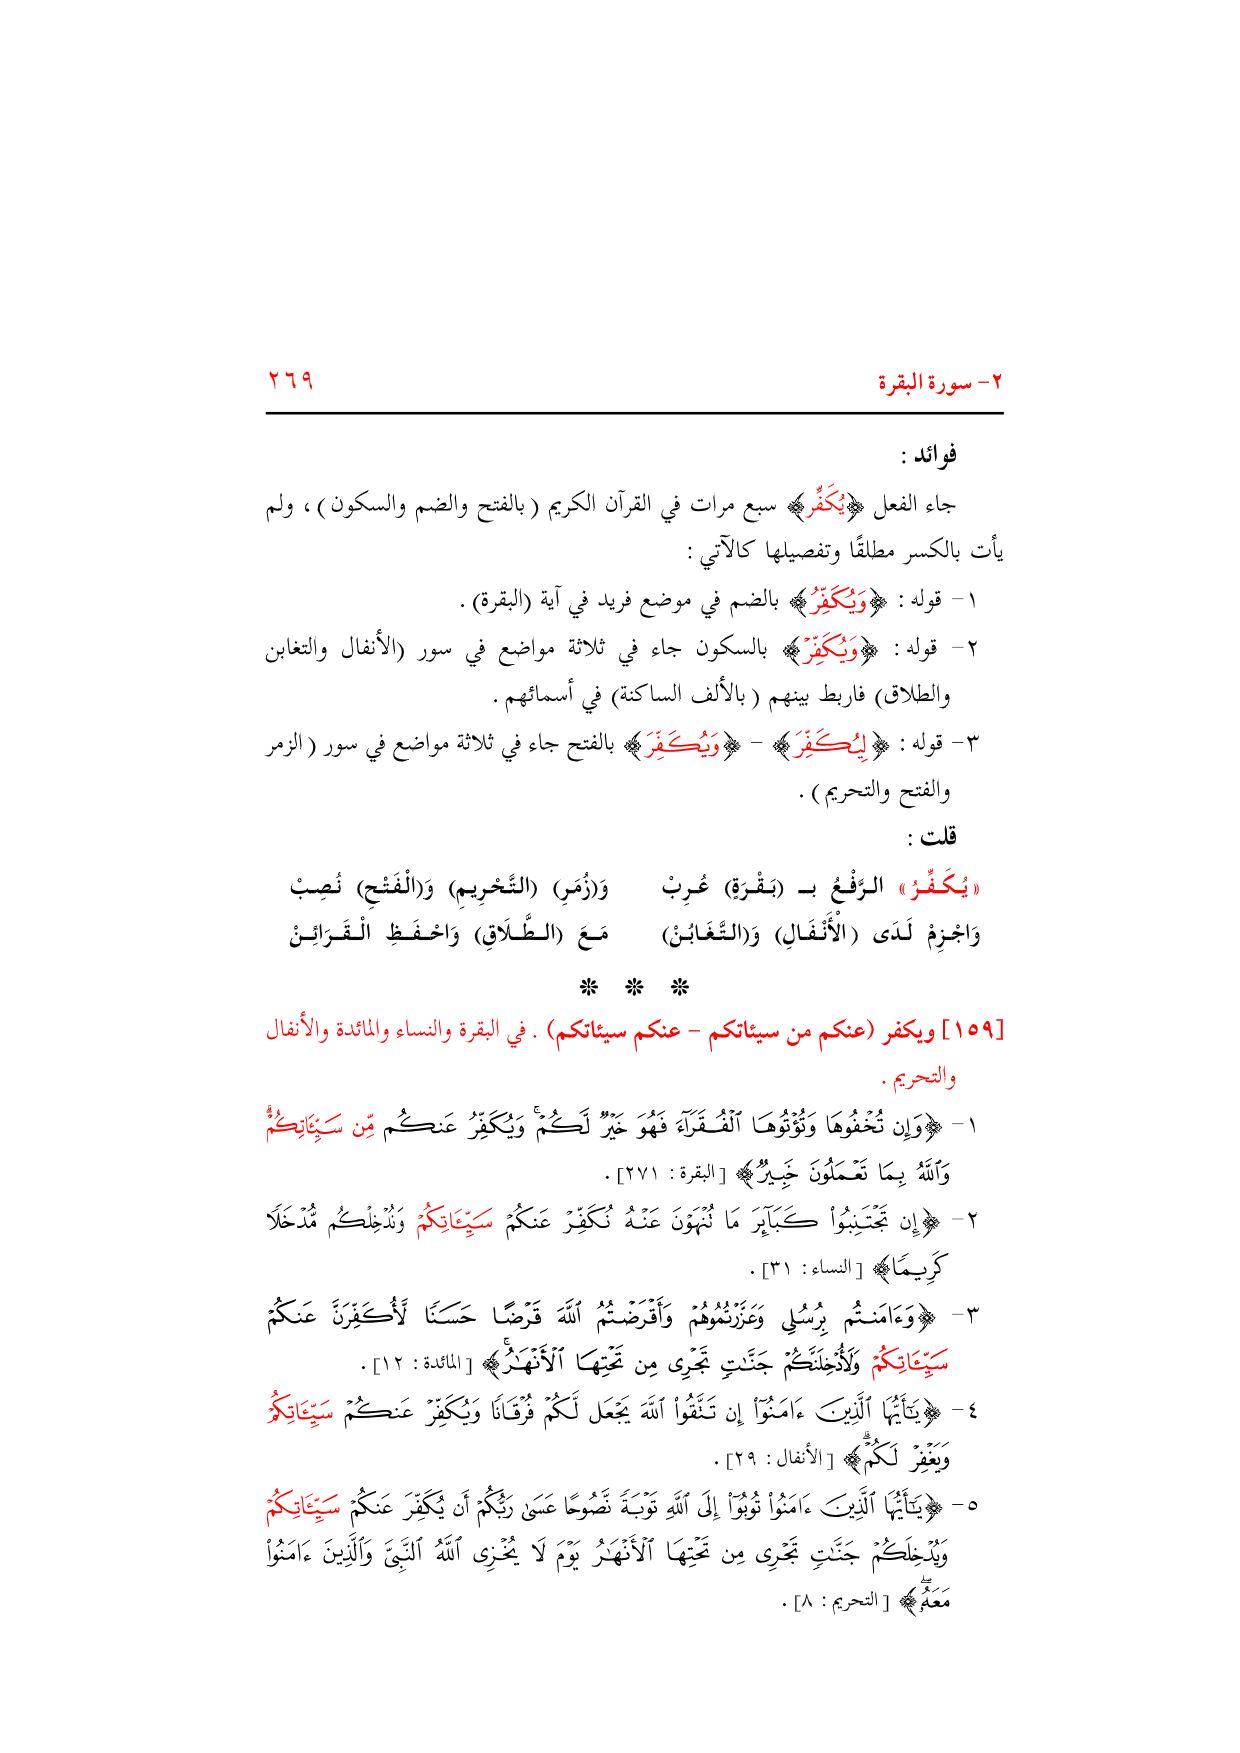 ٢- سورة البقرة ٢٦٩
فوائد :
جاء الفعل ﴿يُكَفِّر﴾ سبع مرات في القرآن الكريم (بالفتح والضم والسكون)، ولم
يأت بالكسر مطلقًا وتفصيلها كالآتي :
١- قوله : ﴿وَيُكَفِّرُ﴾ بالضم في موضع فريد في آية (البقرة) .
٢- قوله : ﴿وَيُكَفِّرۡ﴾ بالسكون جاء في ثلاثة مواضع في سور (الأنفال والتغابن
والطلاق) فاربط بينهم (بالألف الساكنة) في أسمائهم .
٣- قوله : ﴿لِيُكَفِّرَ﴾ - ﴿وَيُكَفِّرَ﴾ بالفتح جاء في ثلاثة مواضع في سور (الزمر
والفتح والتحريم) .
قلت :
«يُكَفِّرُ» الرَّفْعُ بـ (بَقْرَةٍ) عُرِبْ وَ(زُمَرِ) (التَّحْرِيمِ) وَ(الْفَتْحِ) نُصِبْ
وَاجْزِمْ لَدَى (الْأَنْفَالِ) وَ(التَّغَابُنْ) مَعَ (الطَّلَاقِ) وَاحْفَظِ الْقَرَائِنْ
* * *
[١٥٩] ويكفر (عنكم من سيئاتكم - عنكم سيئاتكم) . في البقرة والنساء والمائدة والأنفال
والتحريم .
١- ﴿وَإِن تُخۡفُوهَا وَتُؤۡتُوهَا ٱلۡفُقَرَآءَ فَهُوَ خَيۡرٞ لَّكُمۡۚ وَيُكَفِّرُ عَنكُم مِّن سَيِّـَٔاتِكُمۡۗ
وَٱللَّهُ بِمَا تَعۡمَلُونَ خَبِيرٞ﴾ [البقرة : ٢٧١] .
٢- ﴿إِن تَجۡتَنِبُواْ كَبَآئِرَ مَا تُنۡهَوۡنَ عَنۡهُ نُكَفِّرۡ عَنكُمۡ سَيِّـَٔاتِكُمۡ وَنُدۡخِلۡكُم مُّدۡخَلٗا
كَرِيمٗا﴾ [النساء : ٣١] .
٣- ﴿وَءَامَنتُم بِرُسُلِي وَعَزَّرۡتُمُوهُمۡ وَأَقۡرَضۡتُمُ ٱللَّهَ قَرۡضًا حَسَنٗا لَّأُكَفِّرَنَّ عَنكُمۡ
سَيِّـَٔاتِكُمۡ وَلَأُدۡخِلَنَّكُمۡ جَنَّٰتٖ تَجۡرِي مِن تَحۡتِهَا ٱلۡأَنۡهَٰرُۚ﴾ [المائدة : ١٢] .
٤- ﴿يَٰٓأَيُّهَا ٱلَّذِينَ ءَامَنُوٓاْ إِن تَتَّقُواْ ٱللَّهَ يَجۡعَل لَّكُمۡ فُرۡقَانٗا وَيُكَفِّرۡ عَنكُمۡ سَيِّـَٔاتِكُمۡ
وَيَغۡفِرۡ لَكُمۡۗ﴾ [الأنفال : ٢٩] .
٥- ﴿يَٰٓأَيُّهَا ٱلَّذِينَ ءَامَنُواْ تُوبُوٓاْ إِلَى ٱللَّهِ تَوۡبَةٗ نَّصُوحًا عَسَىٰ رَبُّكُمۡ أَن يُكَفِّرَ عَنكُمۡ سَيِّـَٔاتِكُمۡ
وَيُدۡخِلَكُمۡ جَنَّٰتٖ تَجۡرِي مِن تَحۡتِهَا ٱلۡأَنۡهَٰرُ يَوۡمَ لَا يُخۡزِي ٱللَّهُ ٱلنَّبِيَّ وَٱلَّذِينَ ءَامَنُواْ
مَعَهُۥۖ﴾ [التحريم : ٨] .